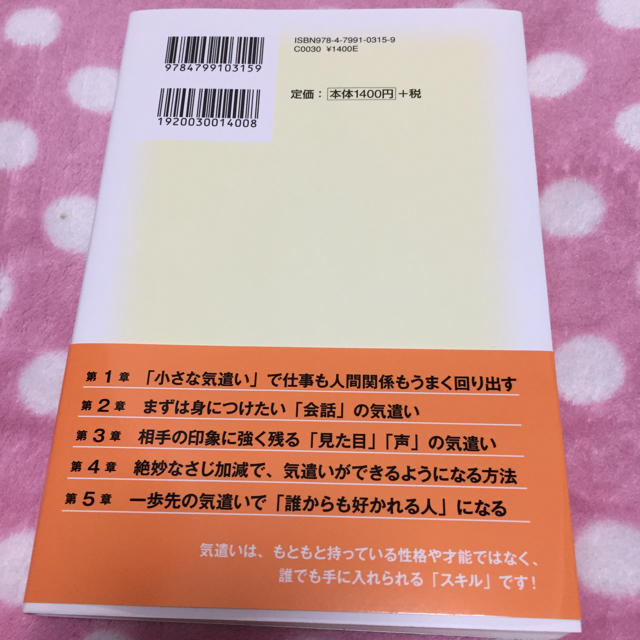 ISBN978-4-7991-0315-9
C0030 ¥1400E
9784799103159
定価：本体1400円＋税
1920030014008
第1章 「小さな気遣い」で仕事も人間関係もうまく回り出す
第2章 まずは身につけたい「会話」の気遣い
第3章 相手の印象に強く残る「見た目」「声」の気遣い
第4章 絶妙なさじ加減で、気遣いができるようになる方法
第5章 一歩先の気遣いで「誰からも好かれる人」になる
気遣いは、もともと持っている性格や才能ではなく、
誰でも手に入れられる「スキル」です！